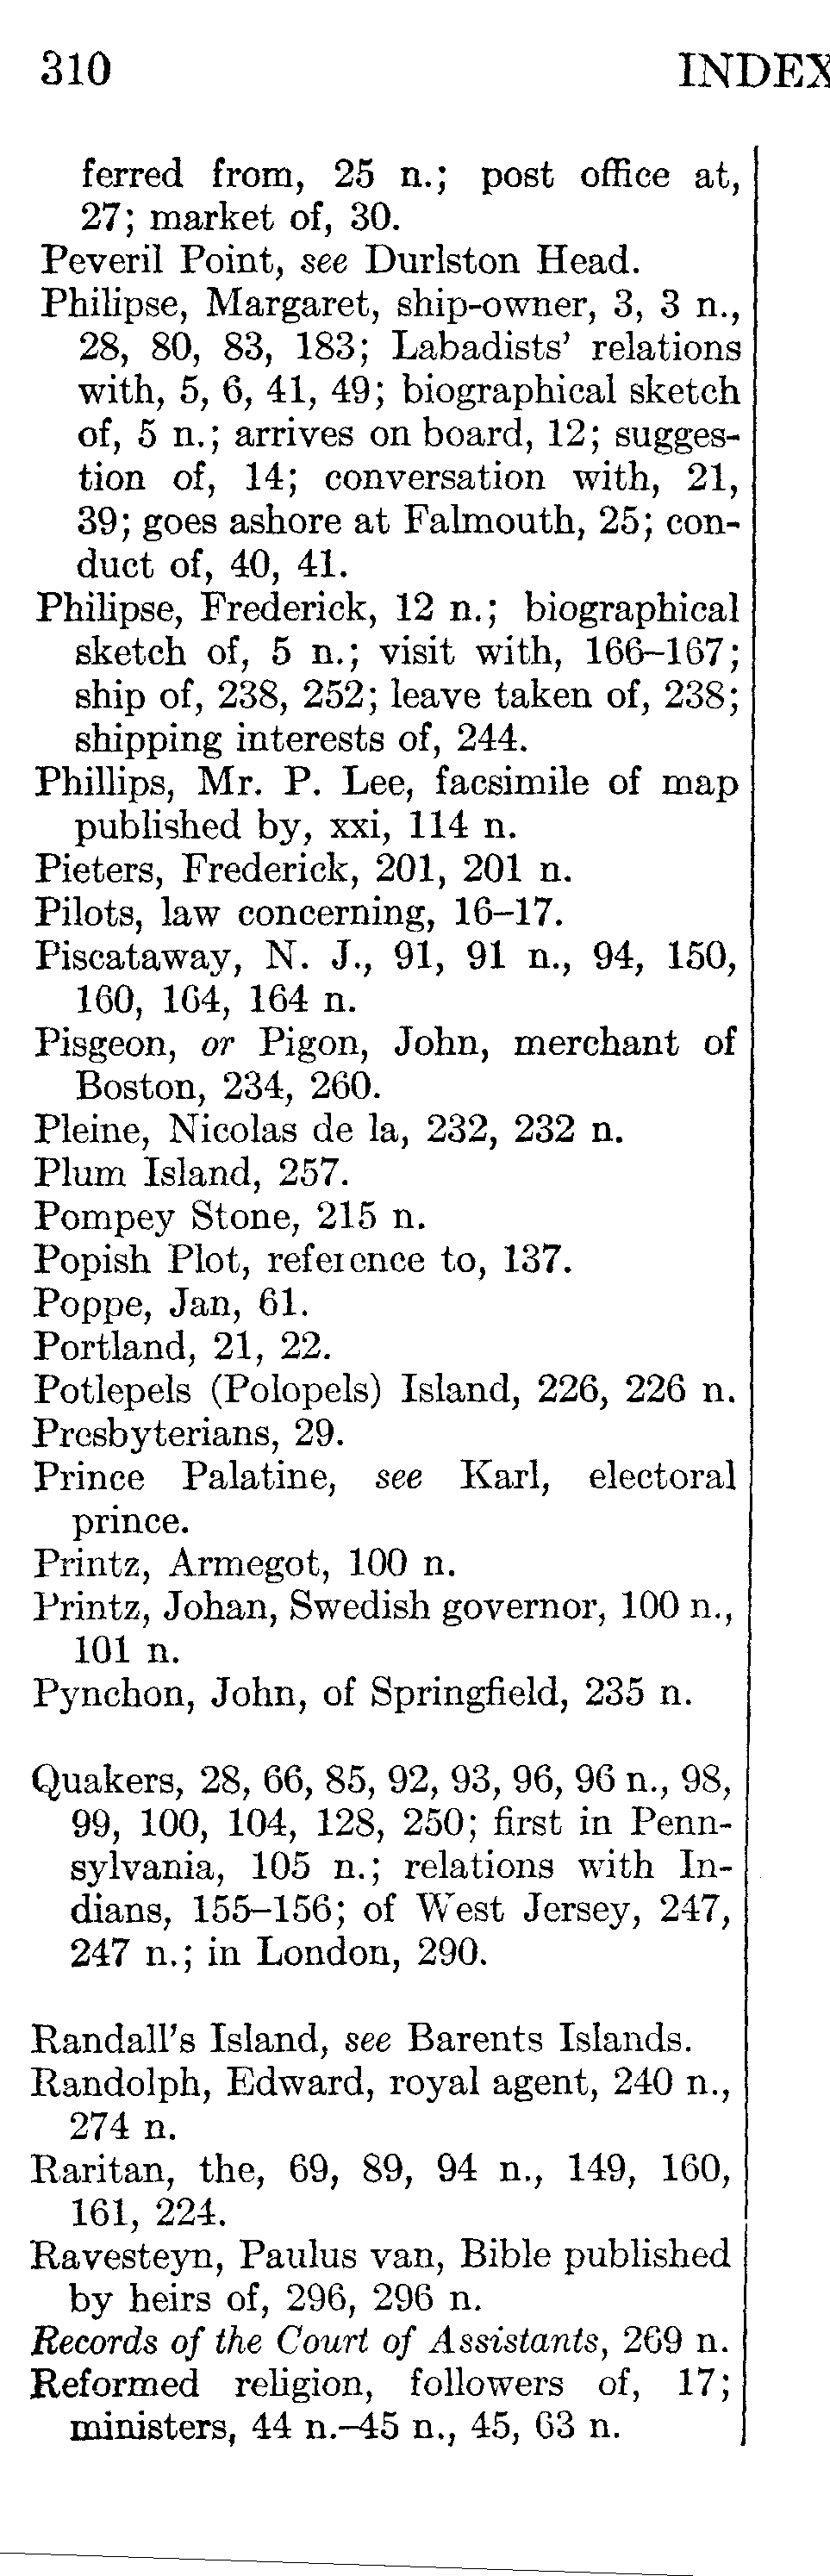 310 INDEX
ferred from, 25 n.; post office at,
27; market of, 30.
Peveril Point, see Durlston Head.
Philipse, Margaret, ship-owner, 3, 3 n.,
28, 80, 83, 183; Labadists' relations
with, 5, 6, 41, 49; biographical sketch
of, 5 n.; arrives on board, 12; sugges-
tion of, 14; conversation with, 21,
39; goes ashore at Falmouth, 25; con-
duct of, 40, 41.
Philipse, Frederick, 12 n.; biographical
sketch of, 5 n.; visit with, 166–167;
ship of, 238, 252; leave taken of, 238;
shipping interests of, 244.
Phillips, Mr. P. Lee, facsimile of map
published by, xxi, 114 n.
Pieters, Frederick, 201, 201 n.
Pilots, law concerning, 16–17.
Piscataway, N. J., 91, 91 n., 94, 150,
160, 164, 164 n.
Pisgeon, or Pigon, John, merchant of
Boston, 234, 260.
Pleine, Nicolas de la, 232, 232 n.
Plum Island, 257.
Pompey Stone, 215 n.
Popish Plot, reference to, 137.
Poppe, Jan, 61.
Portland, 21, 22.
Potlepels (Polopels) Island, 226, 226 n.
Presbyterians, 29.
Prince Palatine, see Karl, electoral
prince.
Printz, Armegot, 100 n.
Printz, Johan, Swedish governor, 100 n.,
101 n.
Pynchon, John, of Springfield, 235 n.
Quakers, 28, 66, 85, 92, 93, 96, 96 n., 98,
99, 100, 104, 128, 250; first in Penn-
sylvania, 105 n.; relations with In-
dians, 155–156; of West Jersey, 247,
247 n.; in London, 290.
Randall's Island, see Barents Islands.
Randolph, Edward, royal agent, 240 n.,
274 n.
Raritan, the, 69, 89, 94 n., 149, 160,
161, 224.
Ravesteyn, Paulus van, Bible published
by heirs of, 296, 296 n.
Records of the Court of Assistants, 269 n.
Reformed religion, followers of, 17;
ministers, 44 n.–45 n., 45, 63 n.